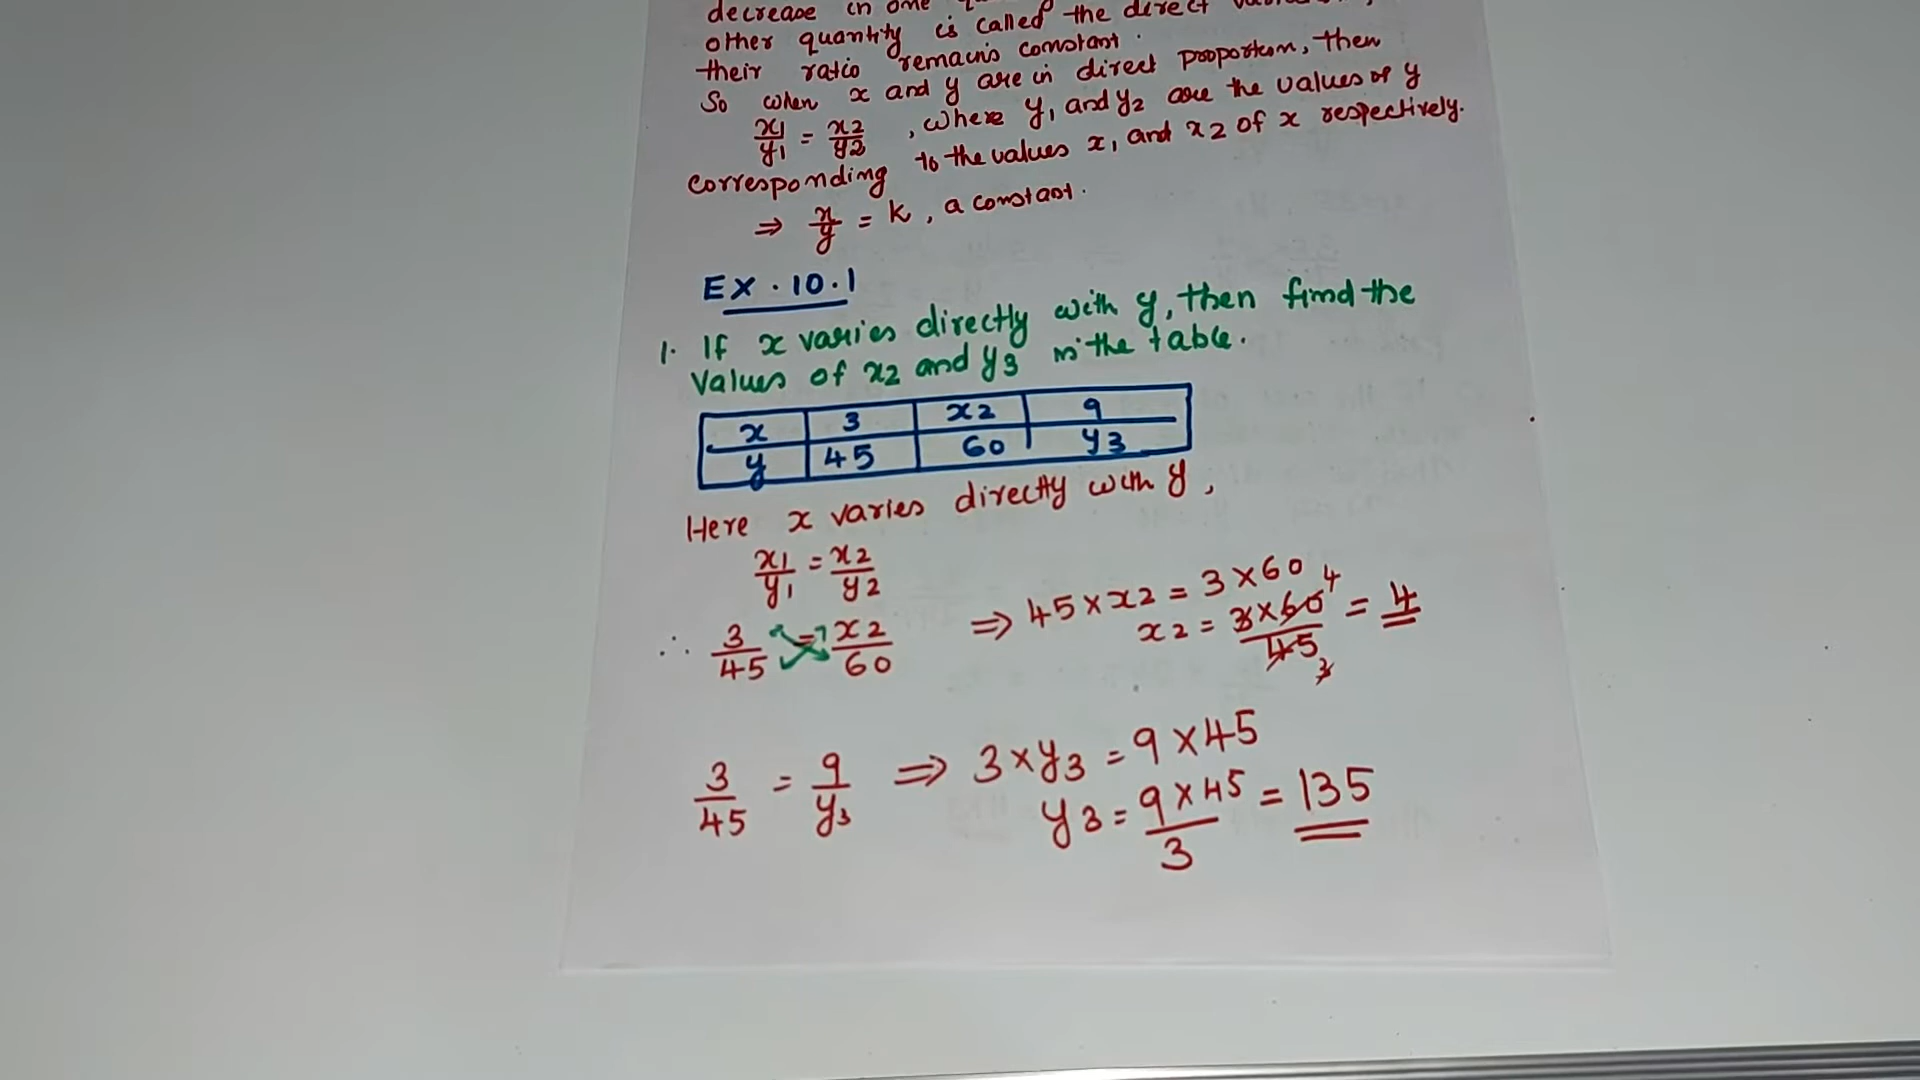 decrease in one
other quantity is called the direct
their ratio remains constant.
So when x and y are in direct proportion, then
x1/y1 = x2/y2, where y1 and y2 are the values of y
corresponding to the values x1 and x2 of x respectively.
⇒ x/y = k, a constant.
EX.10.1
1. If x varies directly with y, then find the
values of x2 and y3 in the table.
x 3 x2 9
y 45 60 y3
Here x varies directly with y,
x1/y1 = x2/y2
∴ 3/45 = x2/60 ⇒ 45 × x2 = 3 × 60
x2 = 3×60/45 = 4
4
3
3/45 = 9/y3 ⇒ 3 × y3 = 9 × 45
y3 = 9 × 45/3 = 135